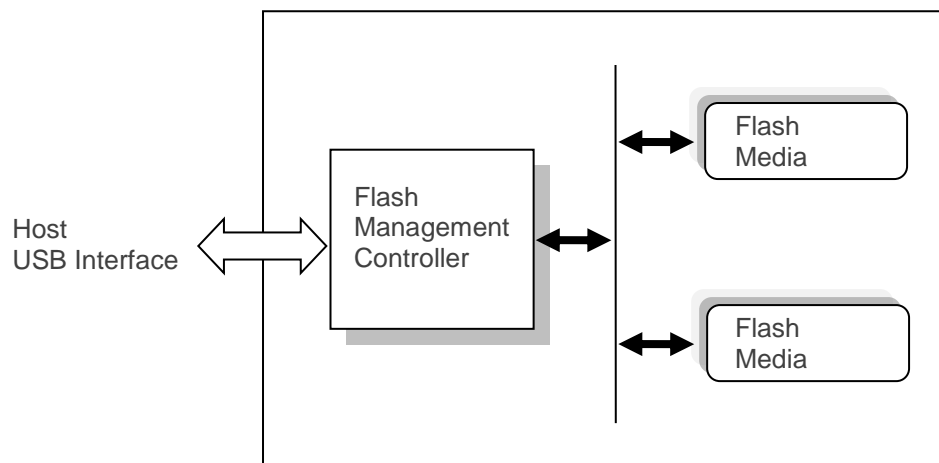 Host
USB Interface
Flash
Management
Controller
Flash
Media
Flash
Media